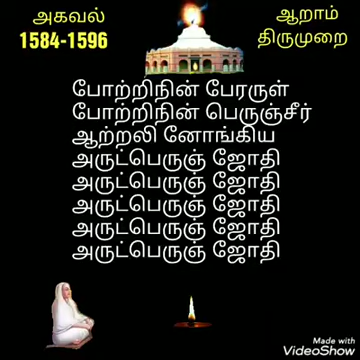 அகவல்
1584-1596
ஆறாம்
திருமுறை
போற்றிநின் பேரருள்
போற்றிநின் பெருஞ்சீர்
ஆற்றலி னோங்கிய
அருட்பெருஞ் ஜோதி
அருட்பெருஞ் ஜோதி
அருட்பெருஞ் ஜோதி
அருட்பெருஞ் ஜோதி
அருட்பெருஞ் ஜோதி
Made with
VideoShow